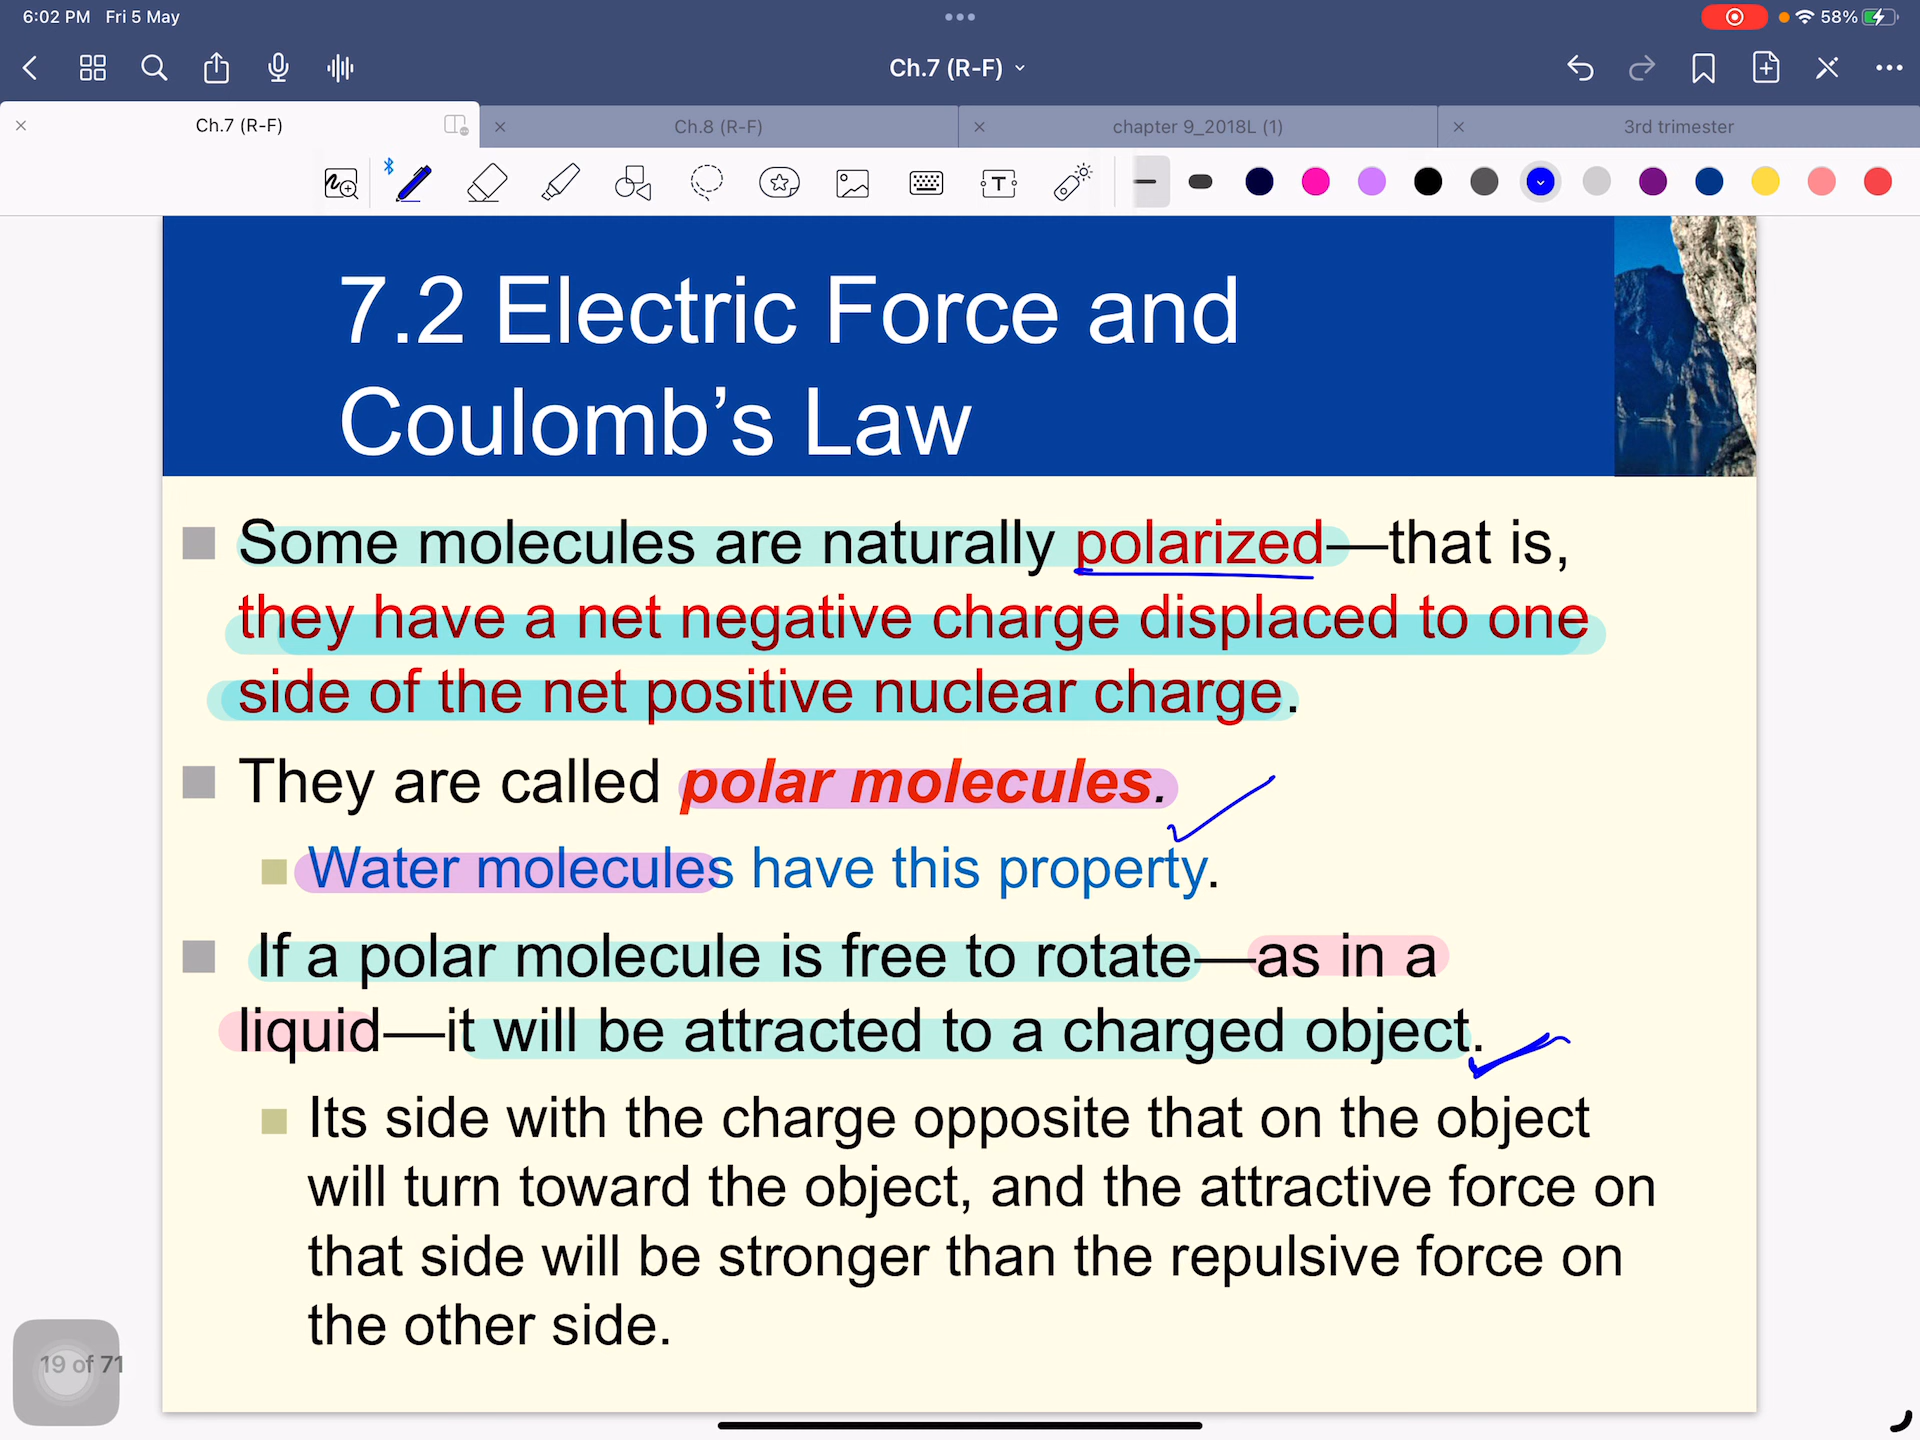 6:02 PM Fri 5 May
58%
Ch.7 (R-F)
Ch.7 (R-F)
Ch.8 (R-F)
chapter 9_2018L (1)
3rd trimester
T
7.2 Electric Force and
Coulomb’s Law
Some molecules are naturally polarized—that is,
they have a net negative charge displaced to one
side of the net positive nuclear charge.
They are called polar molecules.
Water molecules have this property.
If a polar molecule is free to rotate—as in a
liquid—it will be attracted to a charged object.
Its side with the charge opposite that on the object
will turn toward the object, and the attractive force on
that side will be stronger than the repulsive force on
the other side.
19 of 71